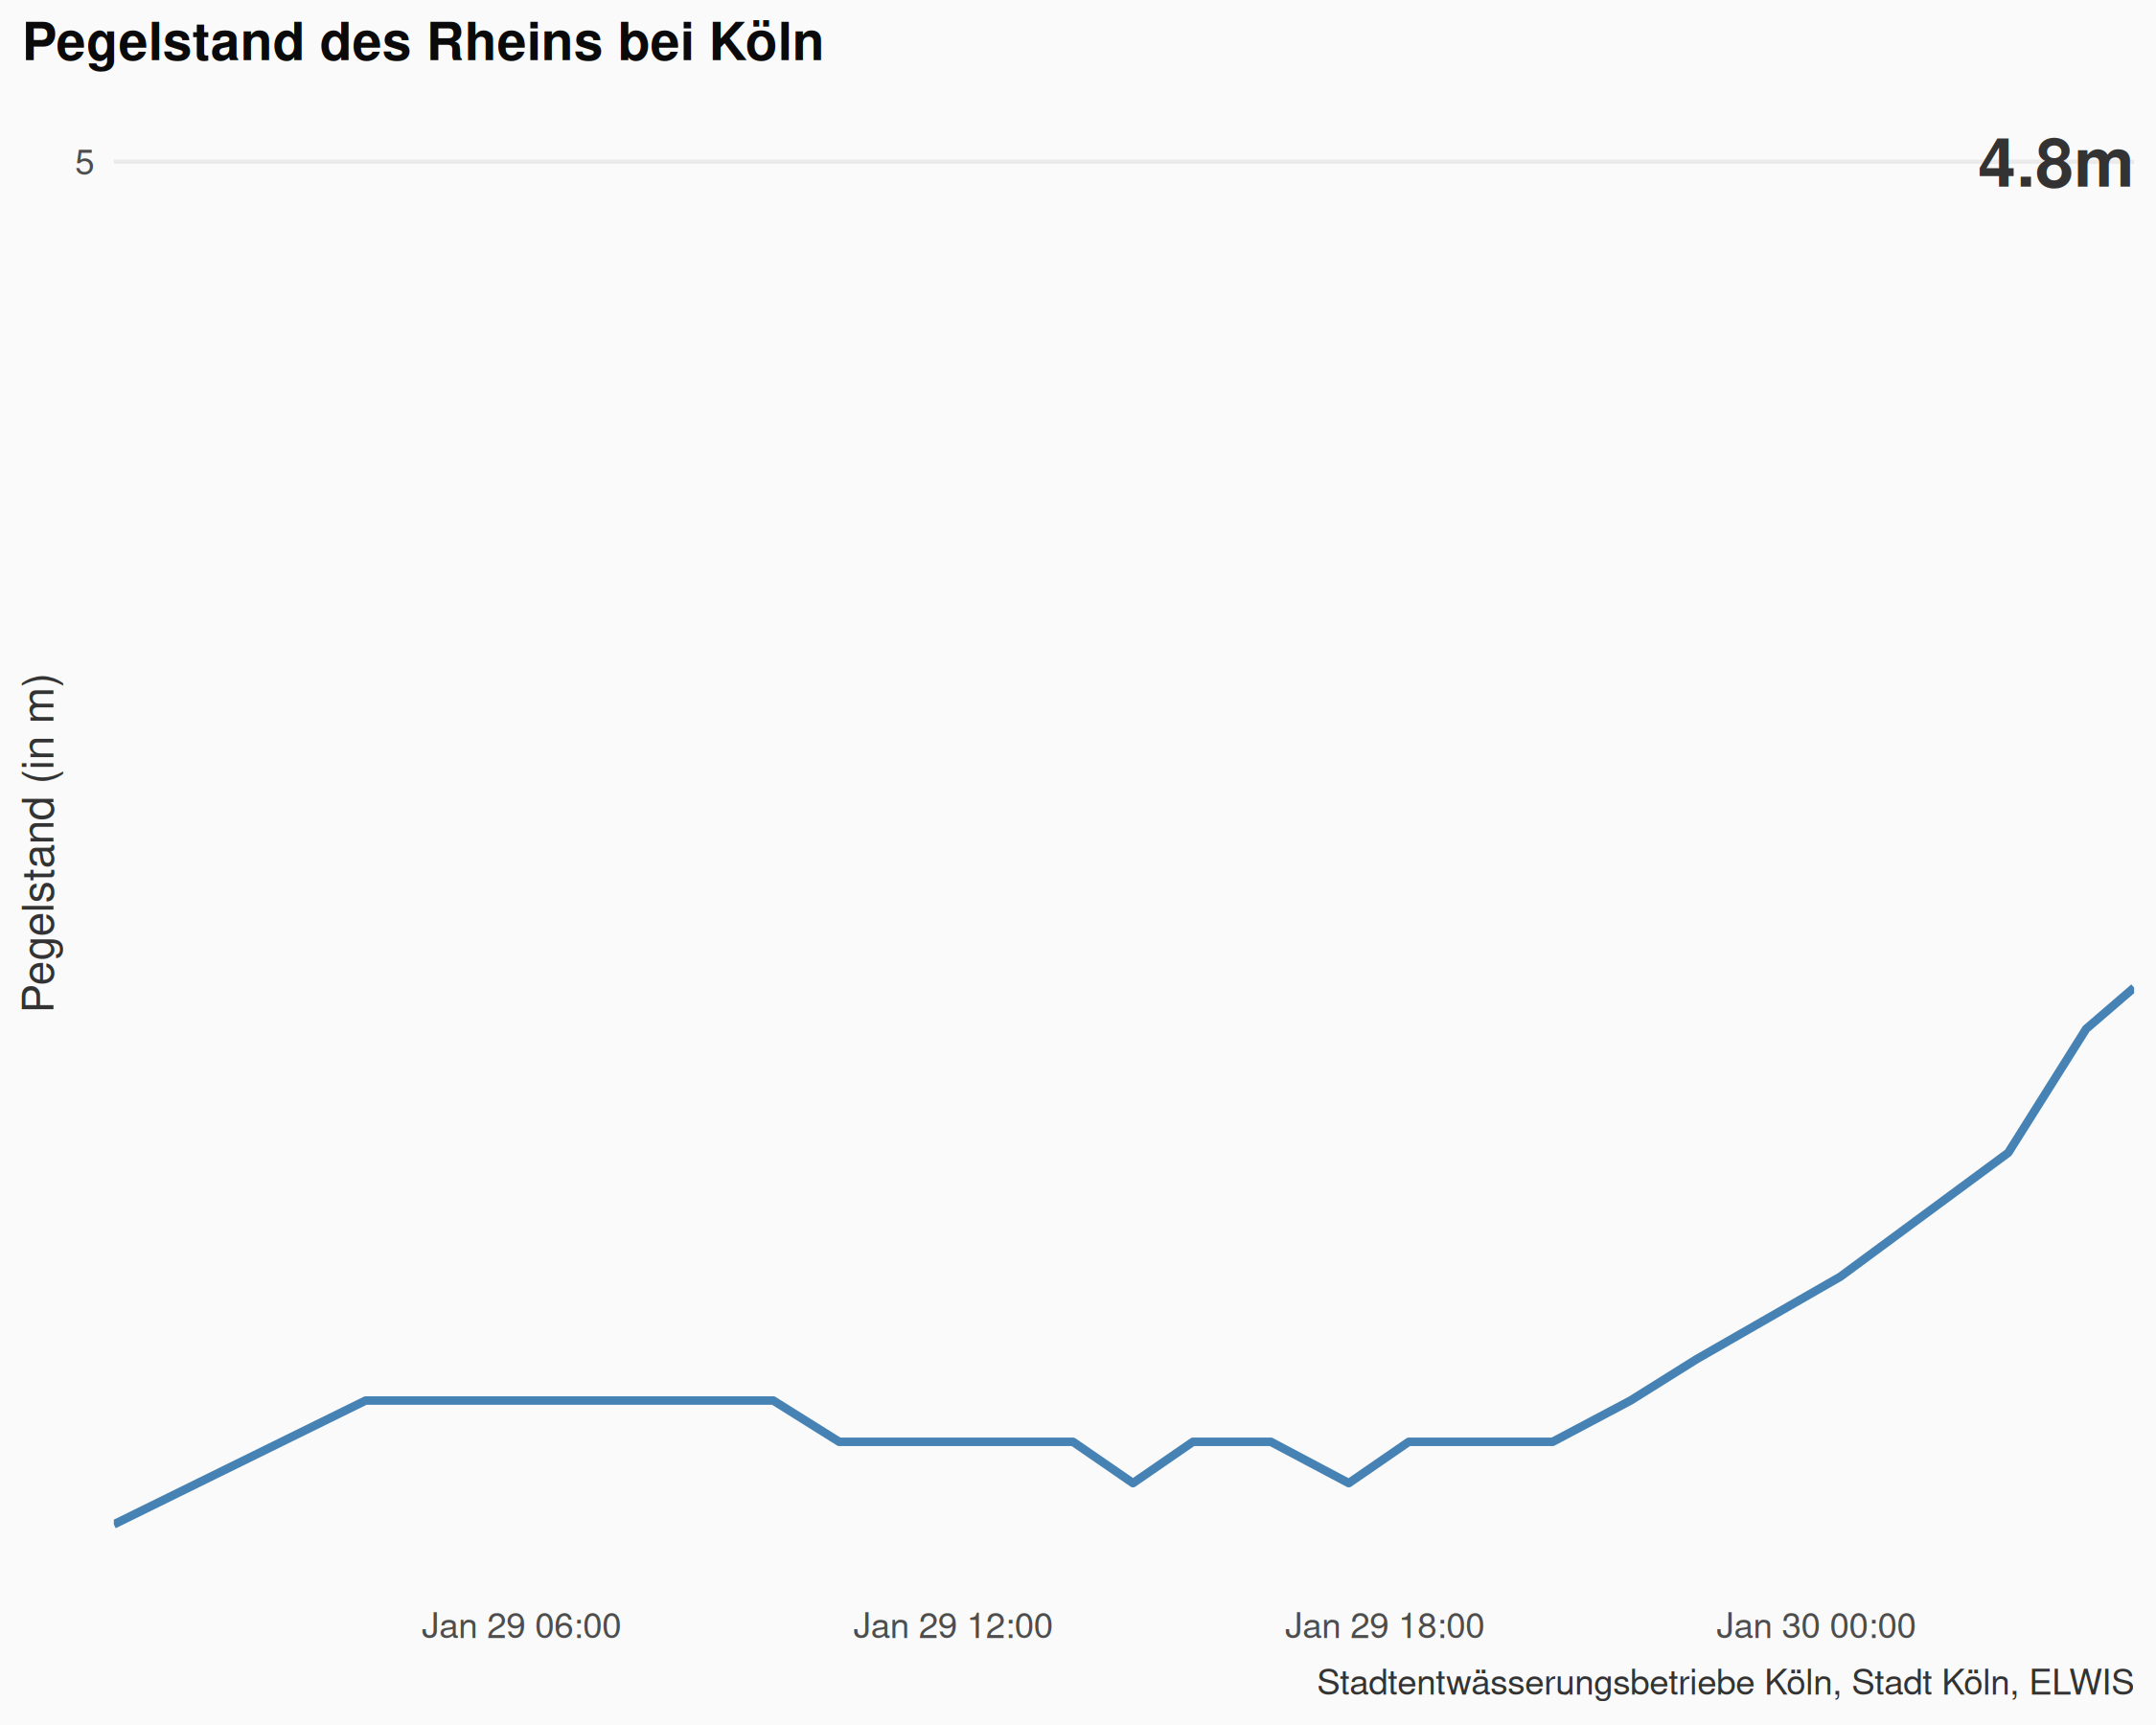 Pegelstand des Rheins bei Köln
5
4.8m
Pegelstand (in m)
Jan 29 06:00
Jan 29 12:00
Jan 29 18:00
Jan 30 00:00
Stadtentwässerungsbetriebe Köln, Stadt Köln, ELWIS